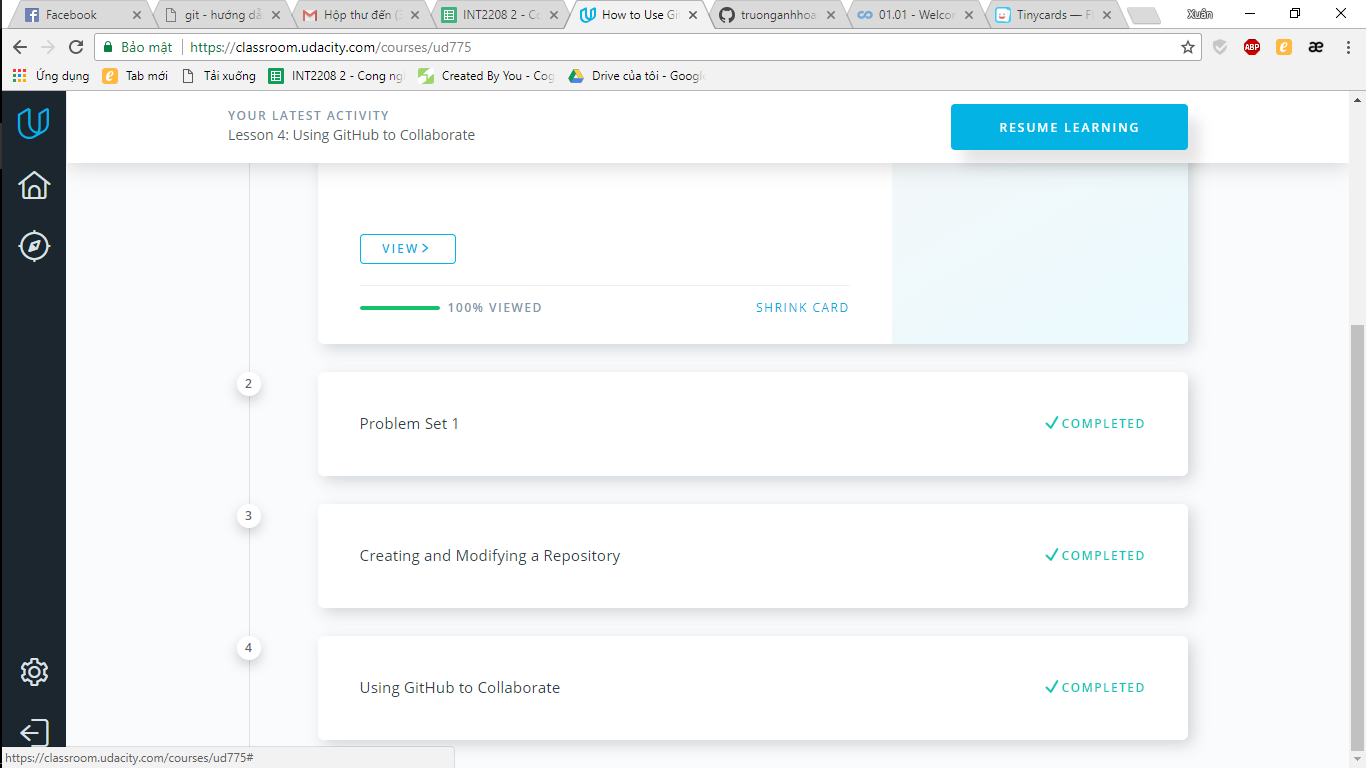 Facebook
git - hướng dẫ
Hộp thư đến (
INT2208 2 - Co
How to Use Gi
truonganhhoa
01.01 - Welcor
Tinycards — Fl
Xuân
Bảo mật
https://classroom.udacity.com/courses/ud775
ABP
æ
Ứng dụng
Tab mới
Tải xuống
INT2208 2 - Cong ng
Created By You - Cog
Drive của tôi - Google
YOUR LATEST ACTIVITY
Lesson 4: Using GitHub to Collaborate
RESUME LEARNING
VIEW >
100% VIEWED
SHRINK CARD
2
Problem Set 1
COMPLETED
3
Creating and Modifying a Repository
COMPLETED
4
Using GitHub to Collaborate
COMPLETED
https://classroom.udacity.com/courses/ud775#